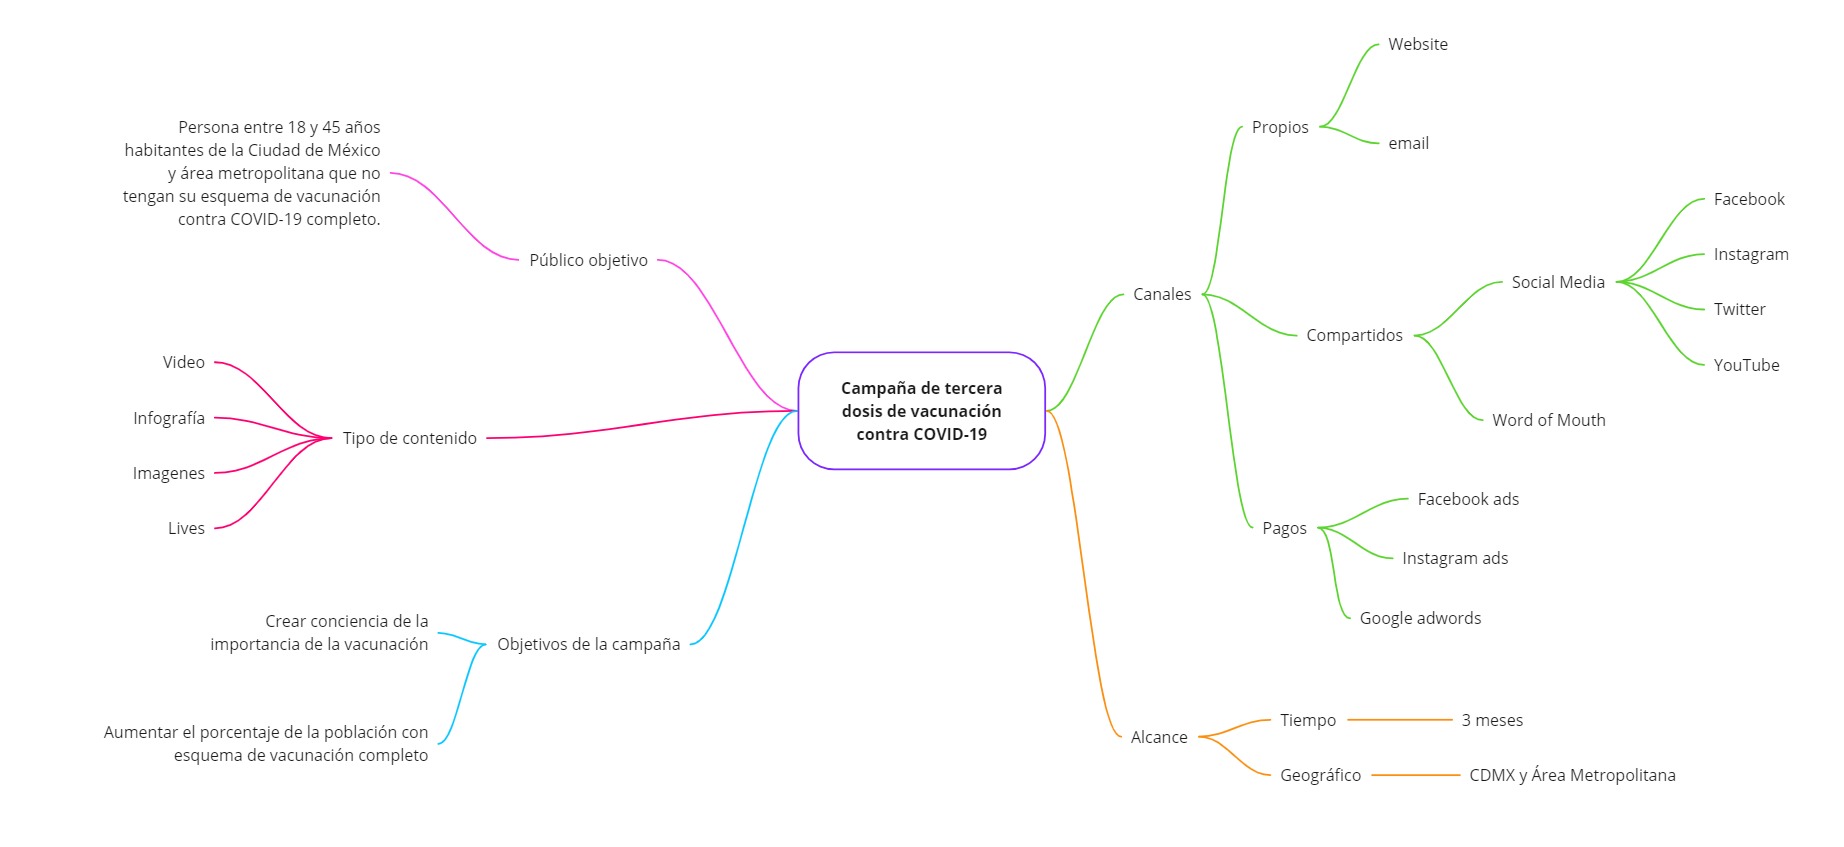 Campaña de tercera
dosis de vacunación
contra COVID-19
Público objetivo
Persona entre 18 y 45 años
habitantes de la Ciudad de México
y área metropolitana que no
tengan su esquema de vacunación
contra COVID-19 completo.
Tipo de contenido
Video
Infografía
Imagenes
Lives
Objetivos de la campaña
Crear conciencia de la
importancia de la vacunación
Aumentar el porcentaje de la población con
esquema de vacunación completo
Canales
Propios
Website
email
Compartidos
Social Media
Facebook
Instagram
Twitter
YouTube
Word of Mouth
Pagos
Facebook ads
Instagram ads
Google adwords
Alcance
Tiempo
3 meses
Geográfico
CDMX y Área Metropolitana